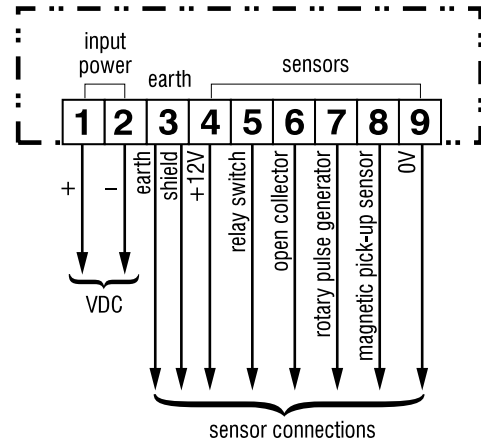 input
power
earth
sensors
1 2 3 4 5 6 7 8 9
+
–
earth
shield
+12V
relay switch
open collector
rotary pulse generator
magnetic pick-up sensor
0V
VDC
sensor connections